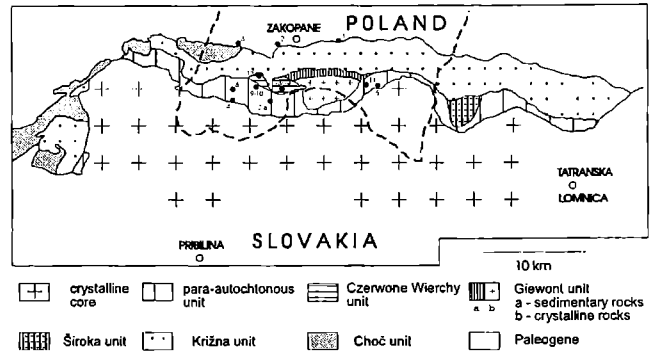 POLAND
ZAKOPANE
TATRANSKA
LOMNICA
PRIBILINA
SLOVAKIA
10 km
crystalline core
para-autochtonous unit
Czerwone Wierchy unit
Giewont unit
a b
a - sedimentary rocks
b - crystalline rocks
Široka unit
Križna unit
Choč unit
Paleogene